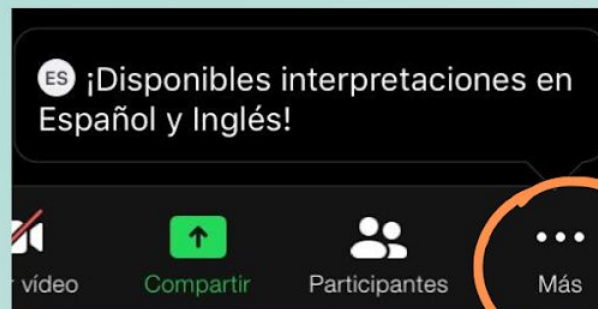 ES ¡Disponibles interpretaciones en
Español y Inglés!
vídeo Compartir Participantes Más